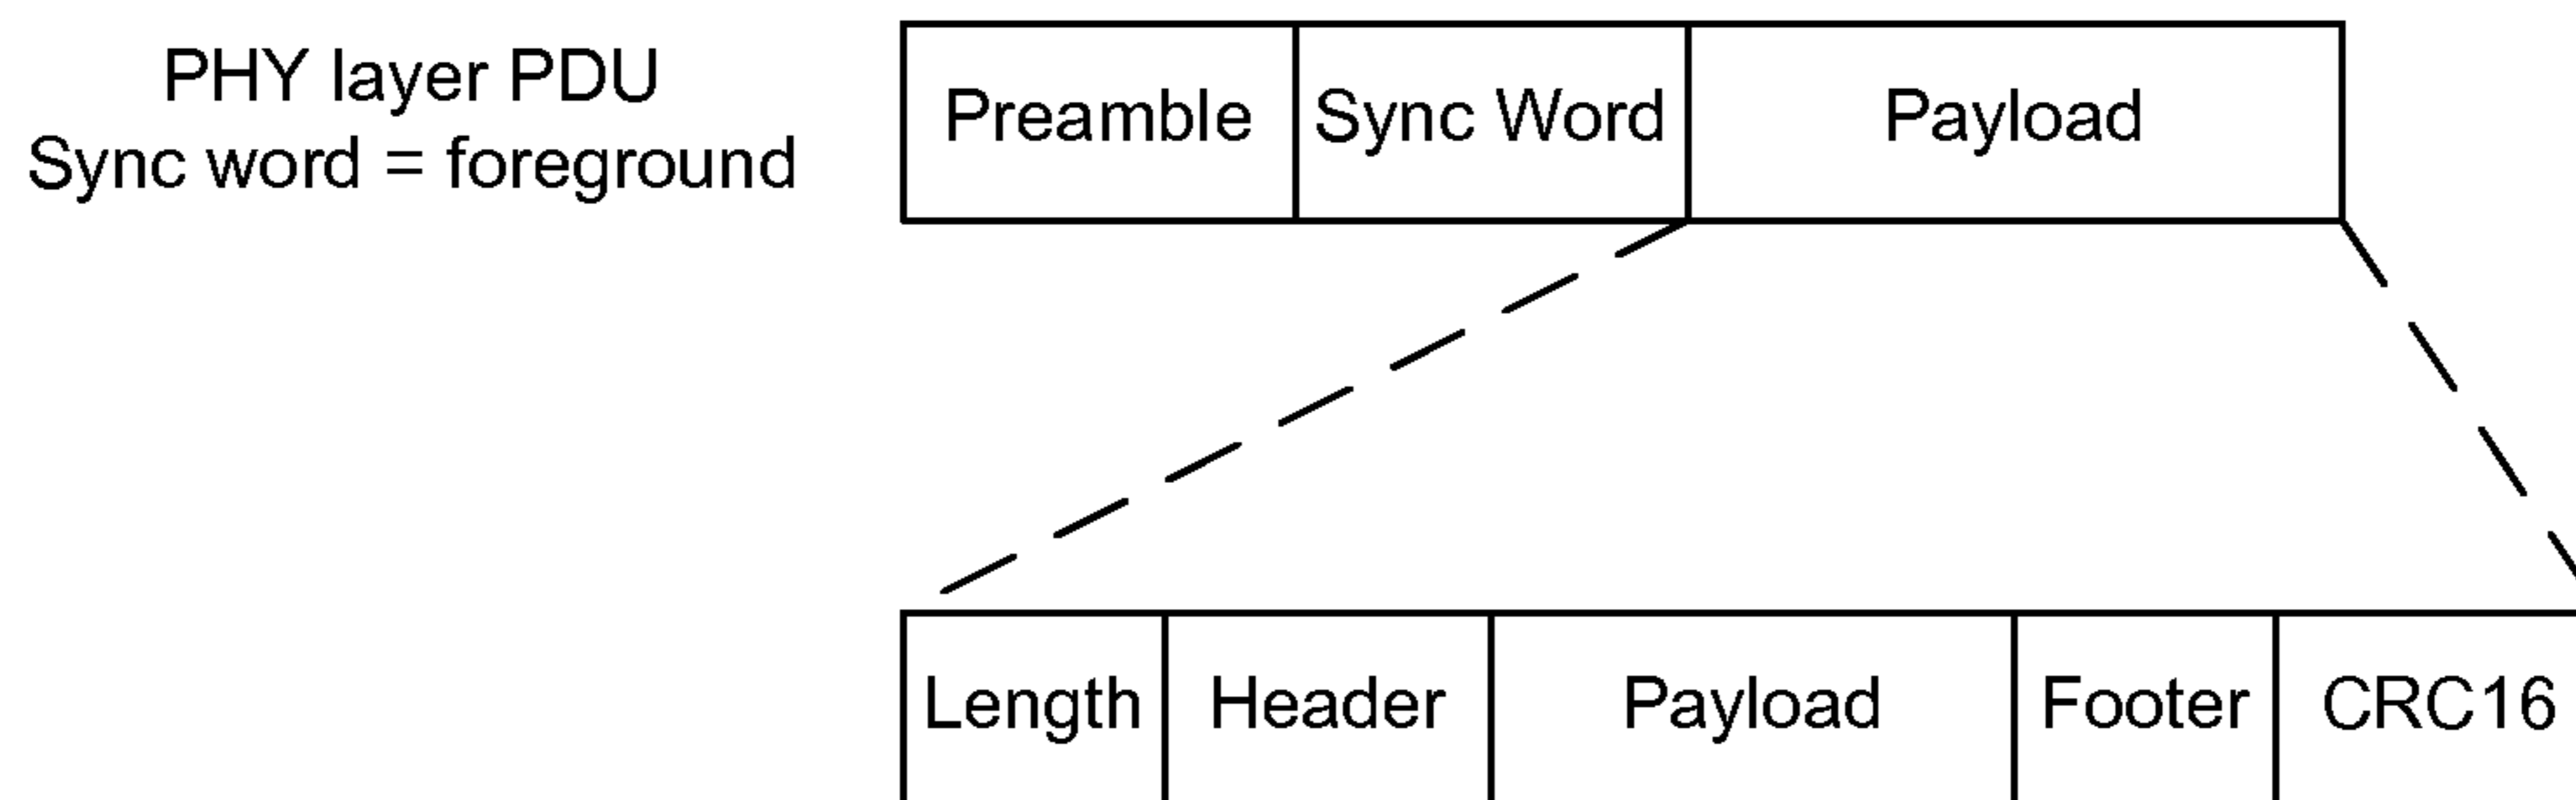 PHY layer PDU
Sync word = foreground
Preamble Sync Word Payload
Length Header Payload Footer CRC16